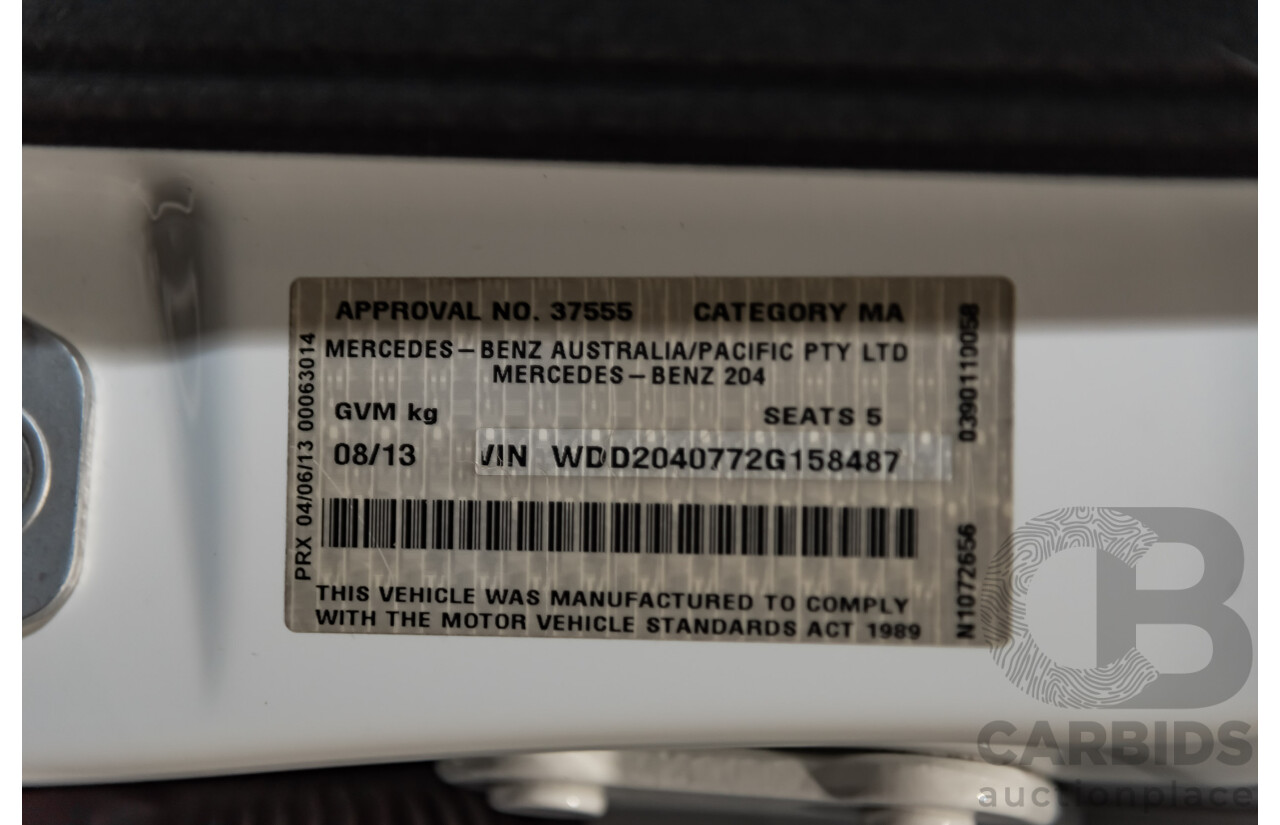 APPROVAL NO. 37555 CATEGORY MA
MERCEDES-BENZ AUSTRALIA/PACIFIC PTY LTD
MERCEDES-BENZ 204
GVM kg SEATS 5
08/13 VIN WDD2040772G158487
THIS VEHICLE WAS MANUFACTURED TO COMPLY
WITH THE MOTOR VEHICLE STANDARDS ACT 1989
PRX 04/06/13 00063014
0390110058
N1072656
CB
CARBIDS
auctionplace